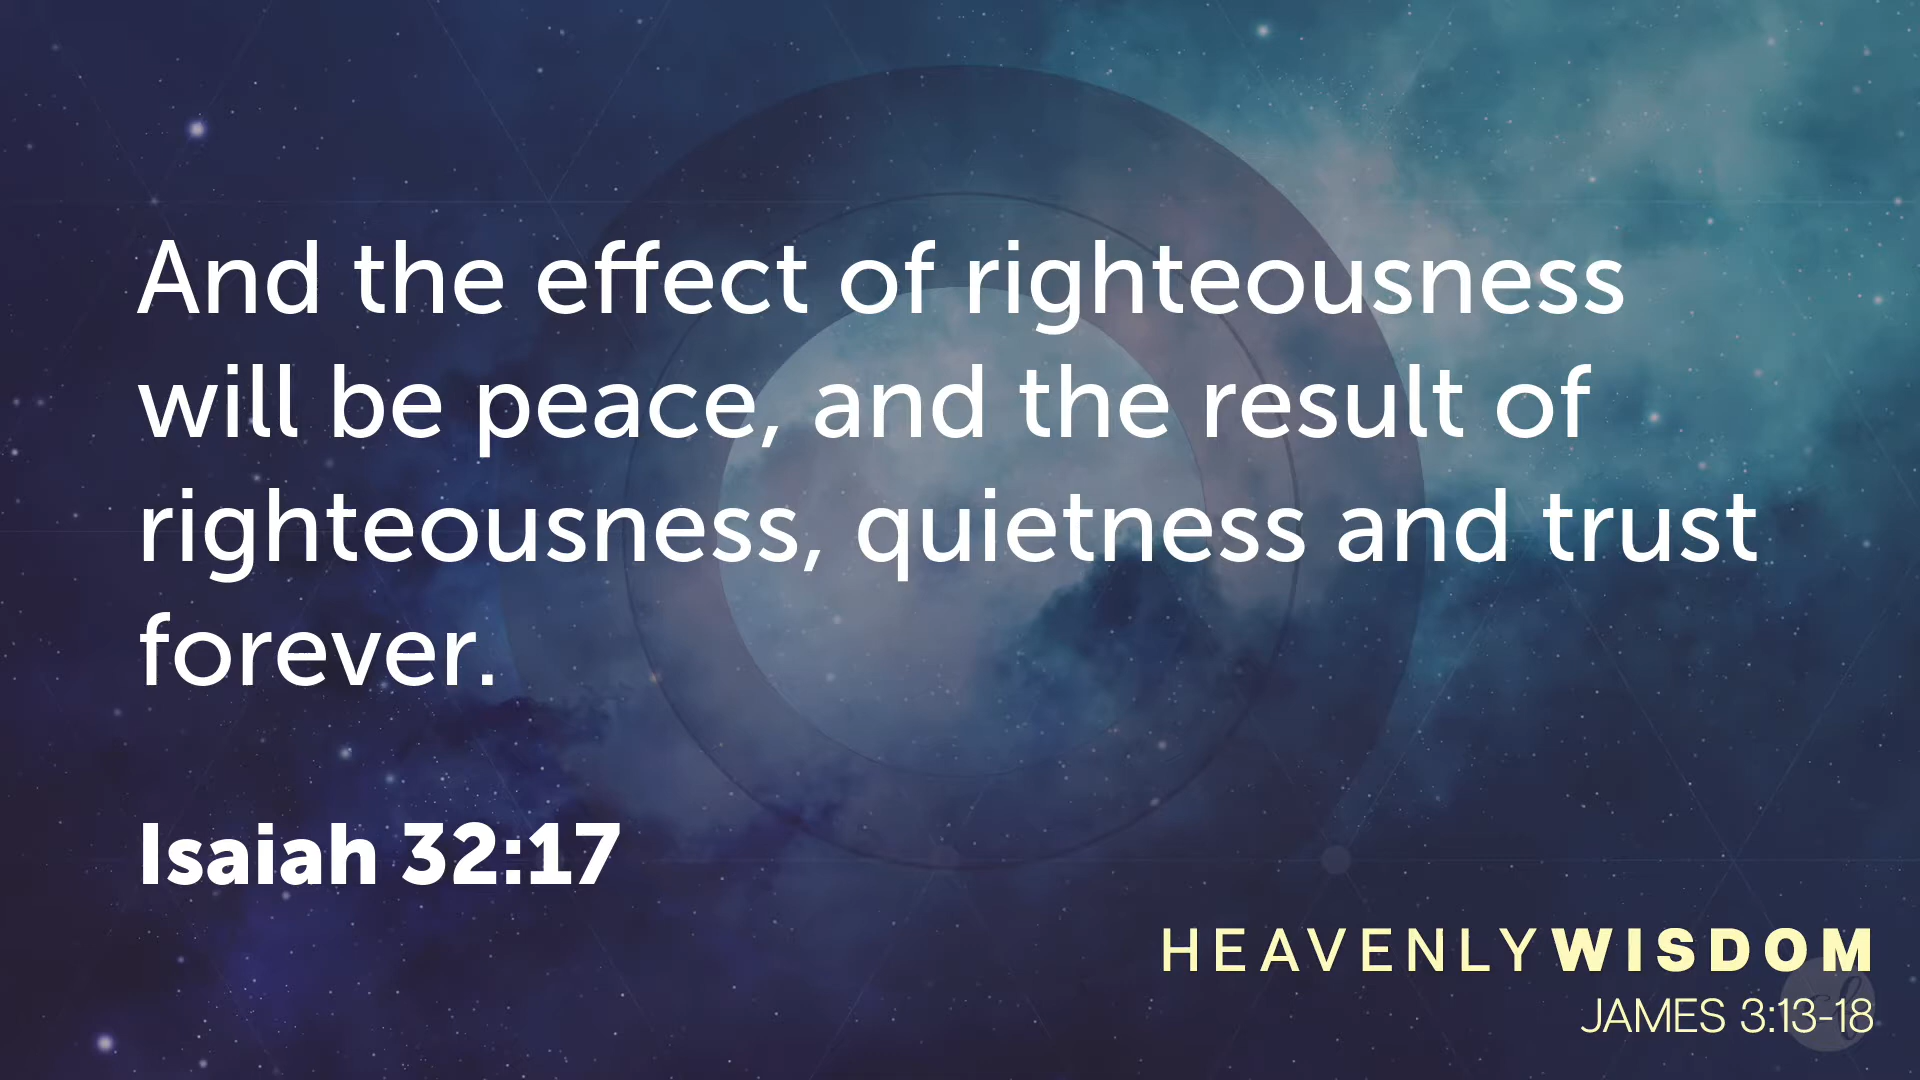 And the effect of righteousness
will be peace, and the result of
righteousness, quietness and trust
forever.
Isaiah 32:17
HEAVENLYWISDOM
JAMES 3:13-18